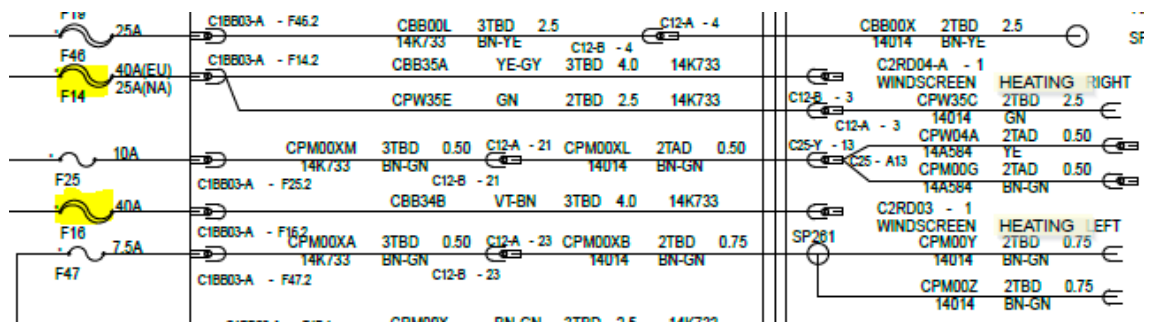 F19 25A C1BB03-A - F46.2 CBB00L 3TBD 2.5 C12-A - 4 CBB00X 2TBD 2.5
14K733 BN-YE C12-B - 4 14014 BN-YE SP
F46 40A(EU) C1BB03-A - F14.2 CBB35A YE-GY 3TBD 4.0 14K733 C2RD04-A - 1
F14 25A(NA) WINDSCREEN HEATING RIGHT
CPW35E GN 2TBD 2.5 14K733 C12-B - 3 CPW35C 2TBD 2.5
14014 GN
C12-A - 3 CPW04A 2TAD 0.50
10A CPM00XM 3TBD 0.50 C12-A - 21 CPM00XL 2TAD 0.50 C25-Y - 13 14A584 YE
14K733 BN-GN 14014 BN-GN C25 - A13 CPM00G 2TAD 0.50
F25 C1BB03-A - F25.2 C12-B - 21 14A584 BN-GN
40A CBB34B VT-BN 3TBD 4.0 14K733 C2RD03 - 1
F16 C1BB03-A - F16.2 WINDSCREEN HEATING LEFT
7.5A CPM00XA 3TBD 0.50 C12-A - 23 CPM00XB 2TBD 0.75 SP261 CPM00Y 2TBD 0.75
14K733 BN-GN 14014 BN-GN 14014 BN-GN
F47 C1BB03-A - F47.2 C12-B - 23
CPM00Z 2TBD 0.75
14014 BN-GN